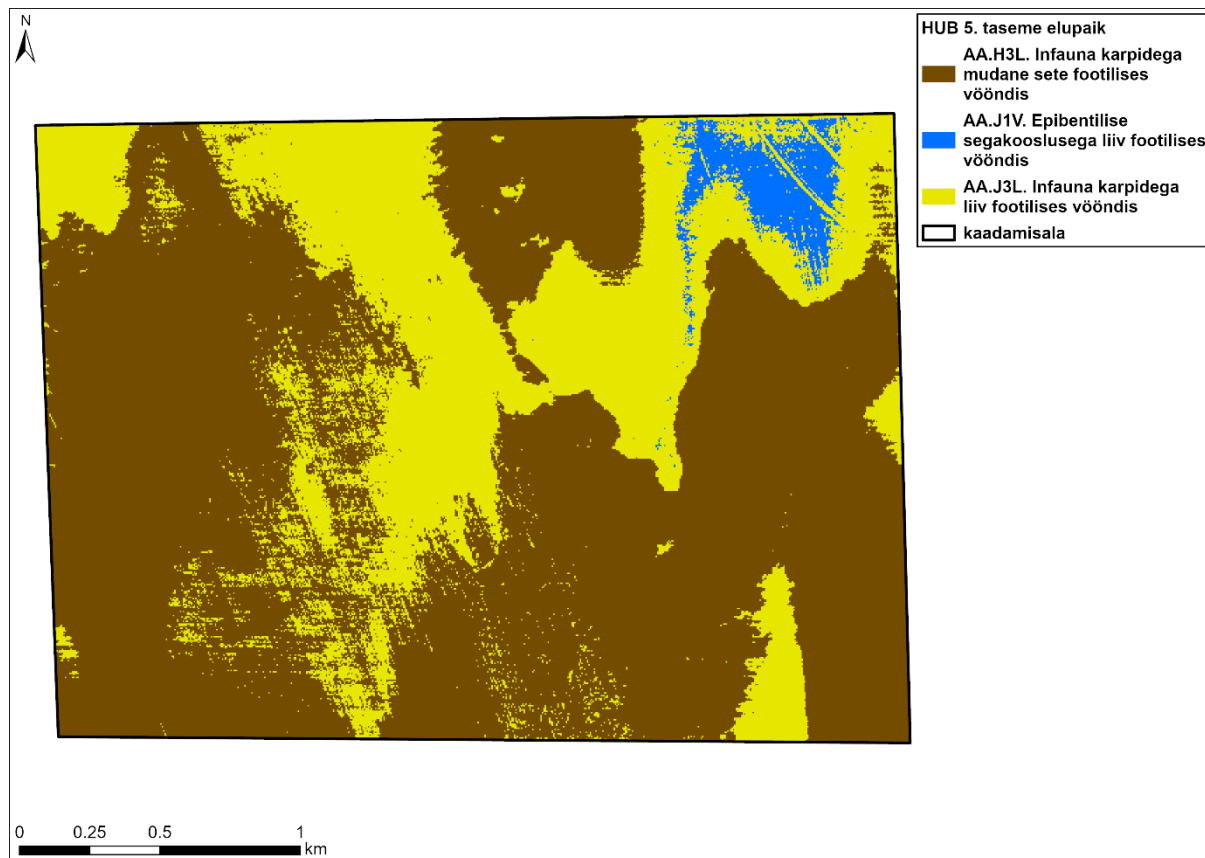 N
HUB 5. taseme elupaik
AA.H3L. Infauna karpidega
mudane sete footilises
vööndis
AA.J1V. Epibentilise
segakooslusega liiv footilises
vööndis
AA.J3L. Infauna karpidega
liiv footilises vööndis
kaadamisala
0 0.25 0.5 1
km